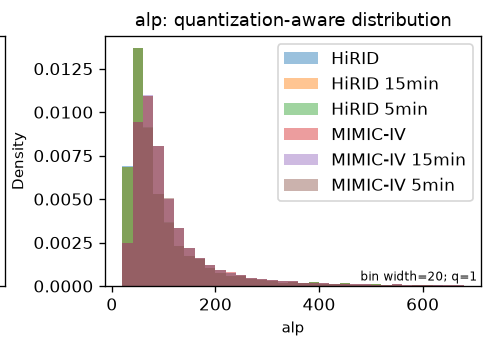 alp: quantization-aware distribution
Density
0.0125
0.0100
0.0075
0.0050
0.0025
0.0000
HiRID
HiRID 15min
HiRID 5min
MIMIC-IV
MIMIC-IV 15min
MIMIC-IV 5min
bin width=20; q=1
0 200 400 600
alp